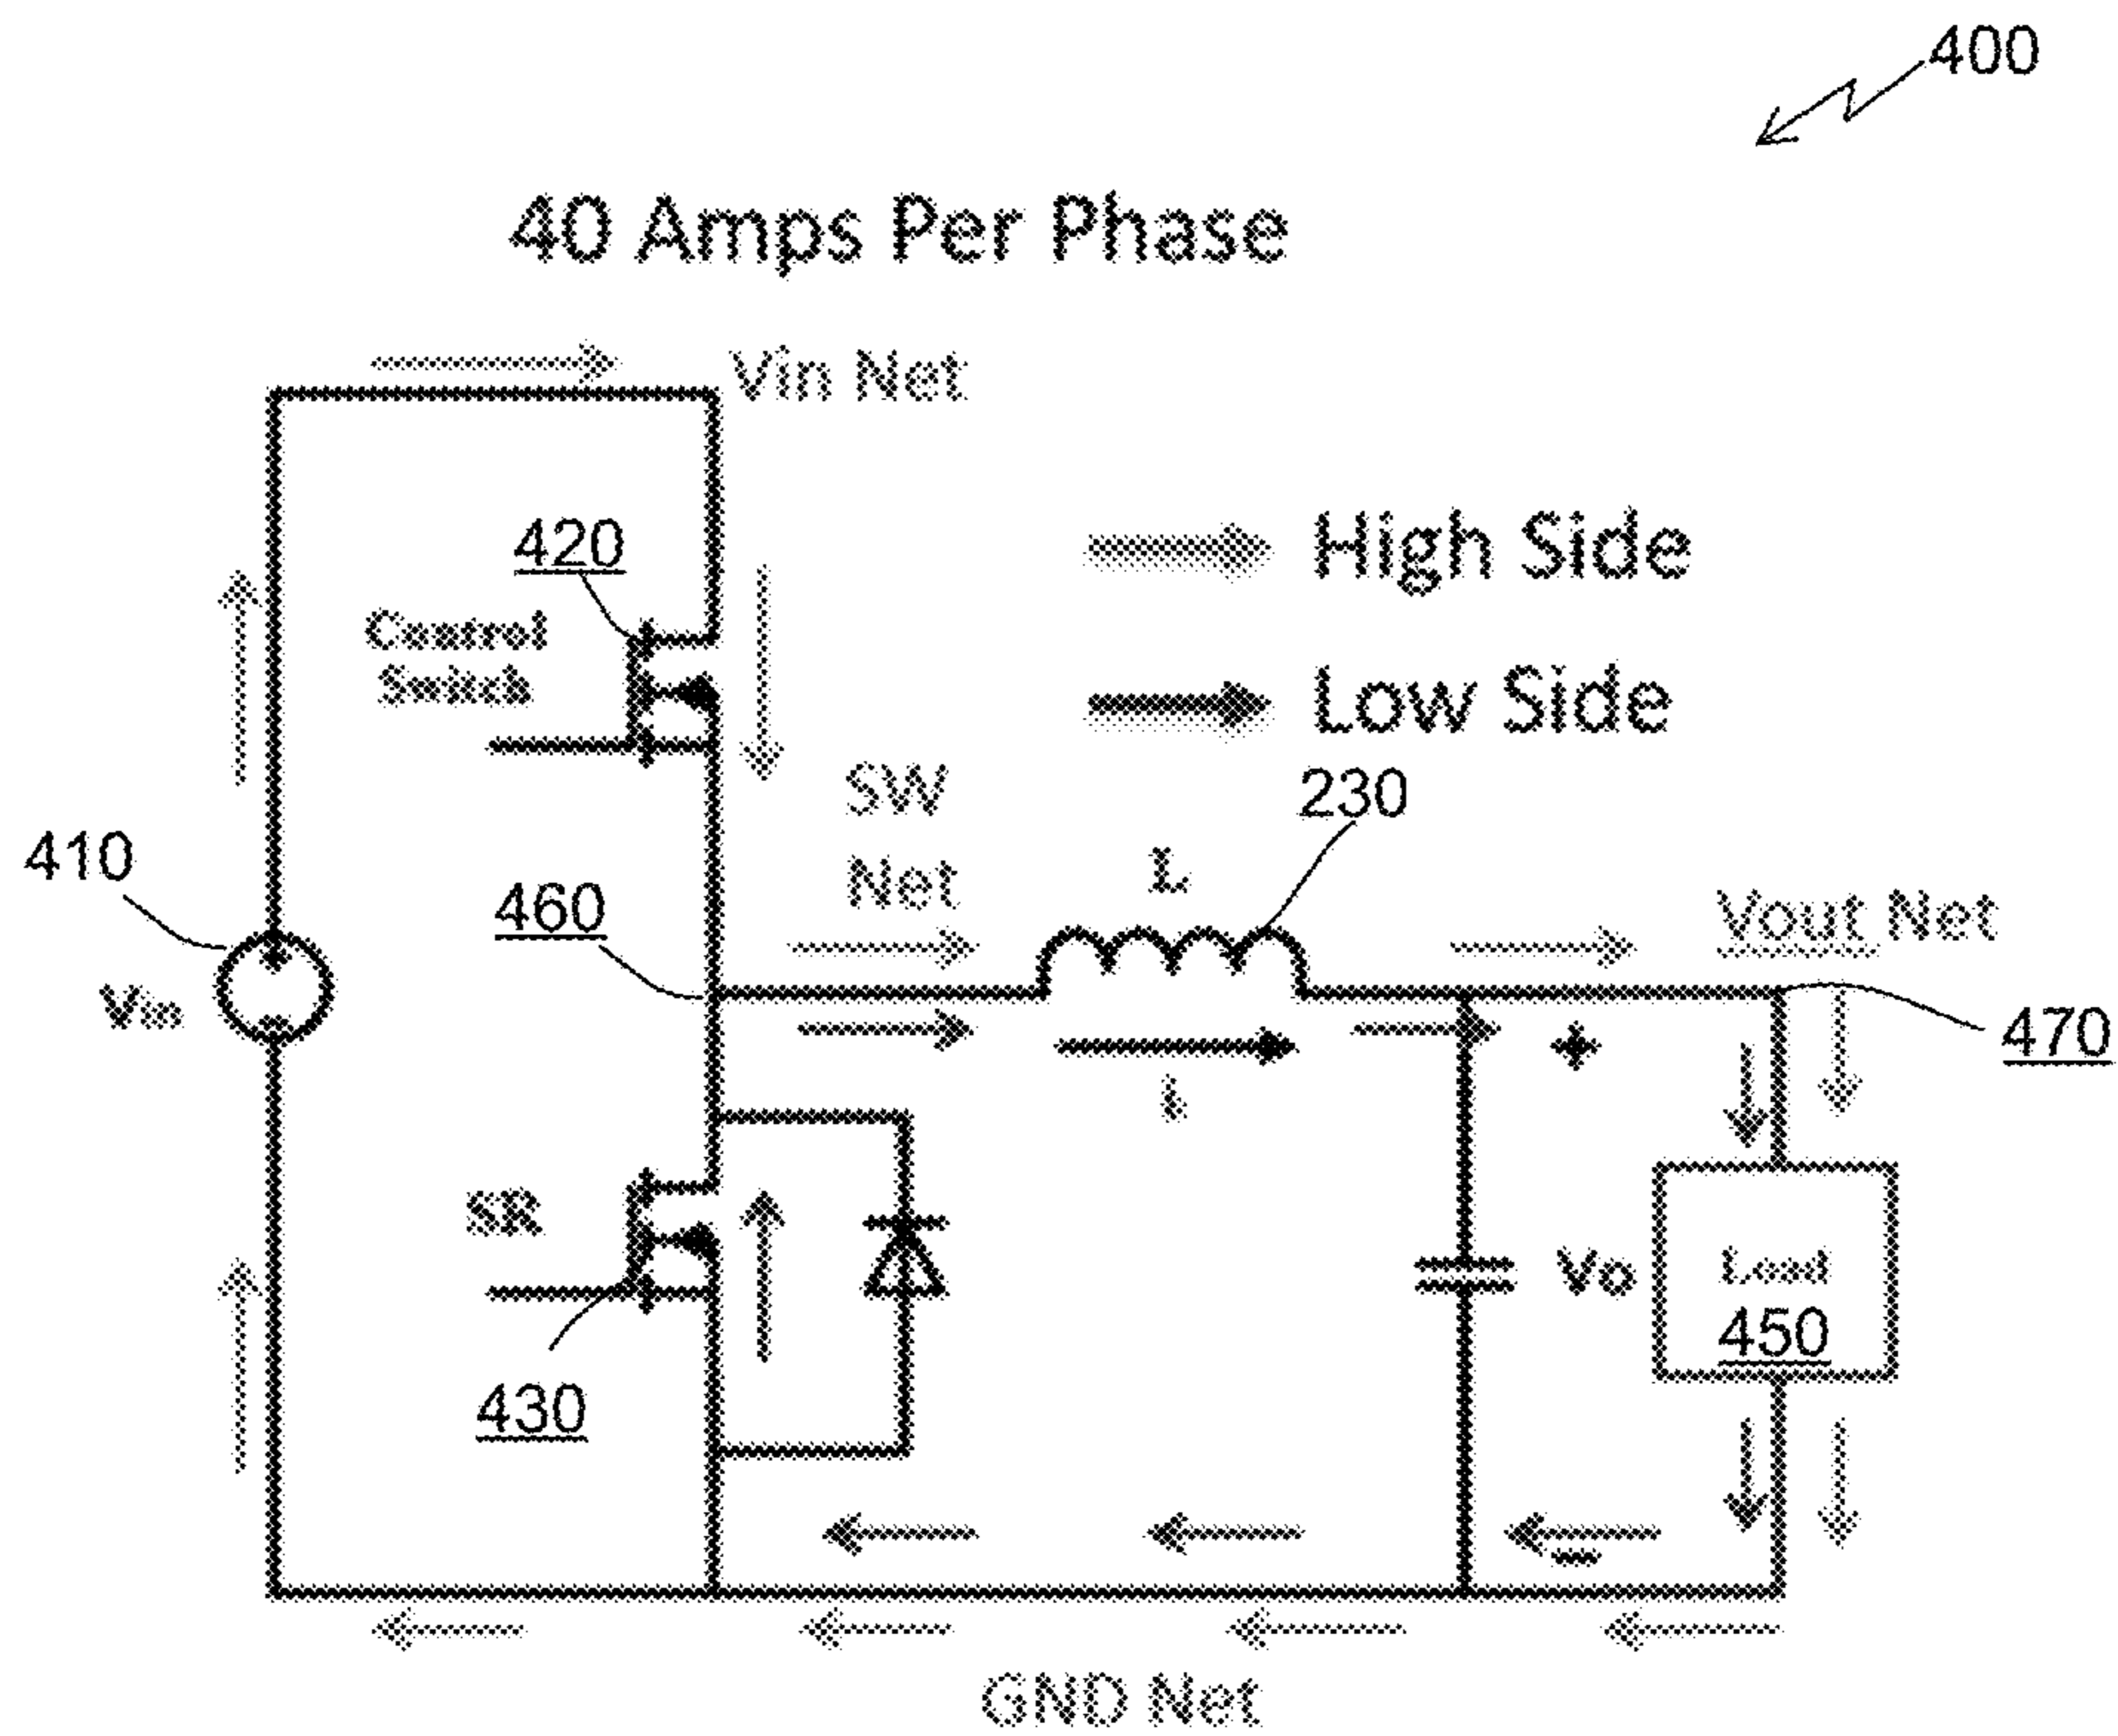 400
40 Amps Per Phase
Vin Net
420
Control
Switch
High Side
Low Side
SW
Net
230
L
410
460
Vin
Vout Net
470
+
SR
430
Vo
Load
450
-
GND Net